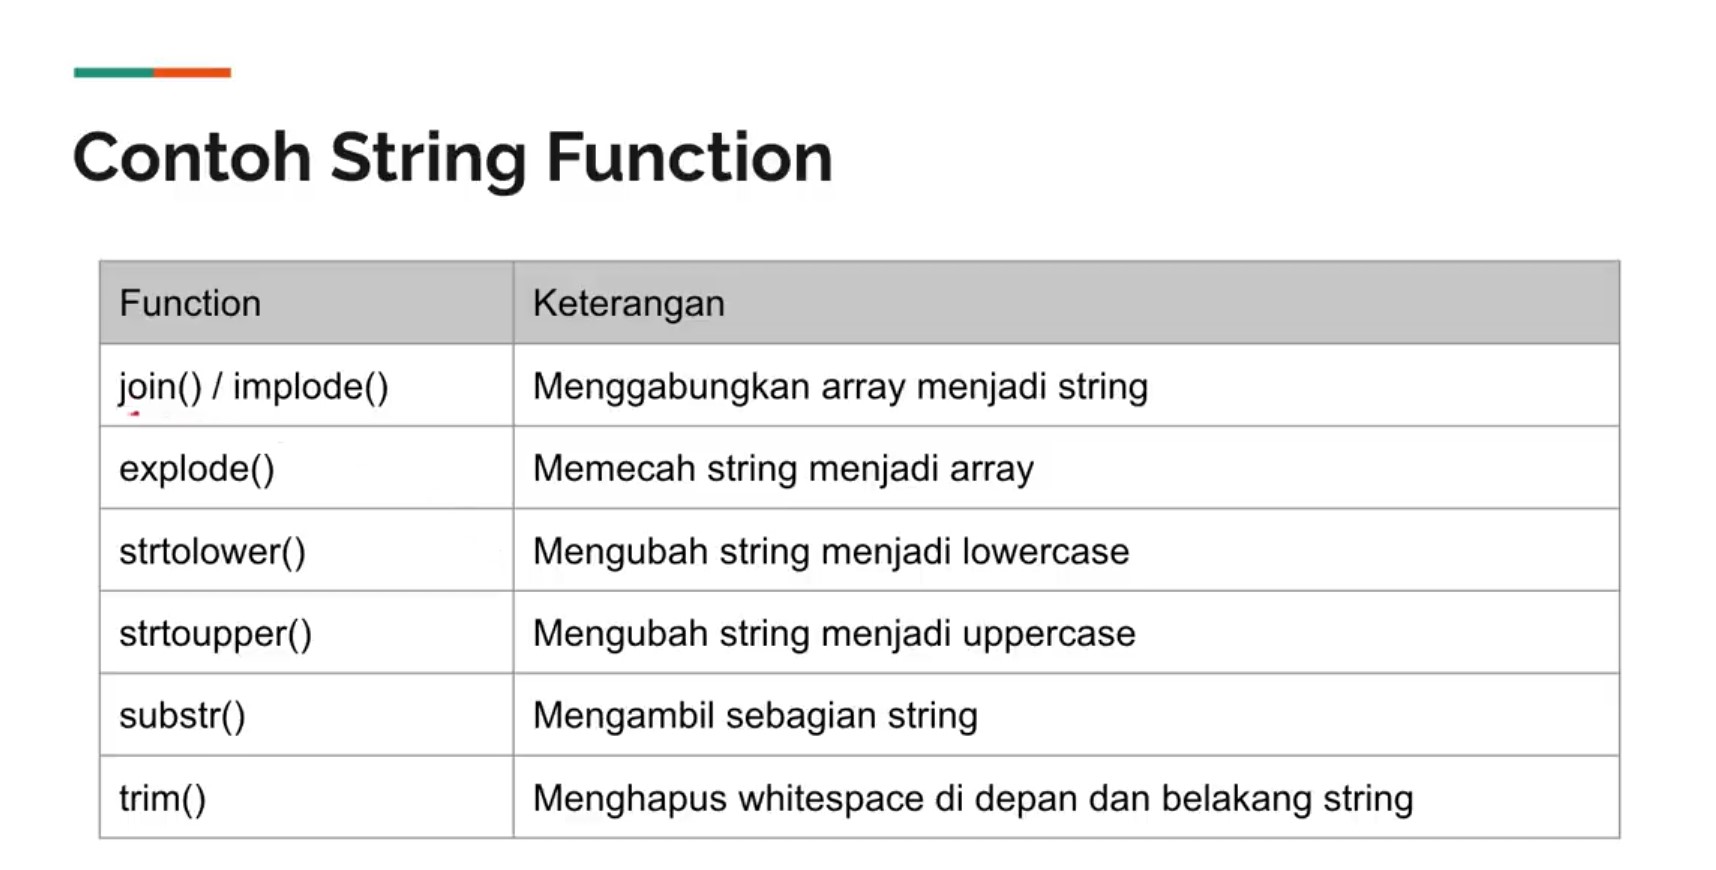 Contoh String Function
Function Keterangan
join() / implode() Menggabungkan array menjadi string
explode() Memecah string menjadi array
strtolower() Mengubah string menjadi lowercase
strtoupper() Mengubah string menjadi uppercase
substr() Mengambil sebagian string
trim() Menghapus whitespace di depan dan belakang string